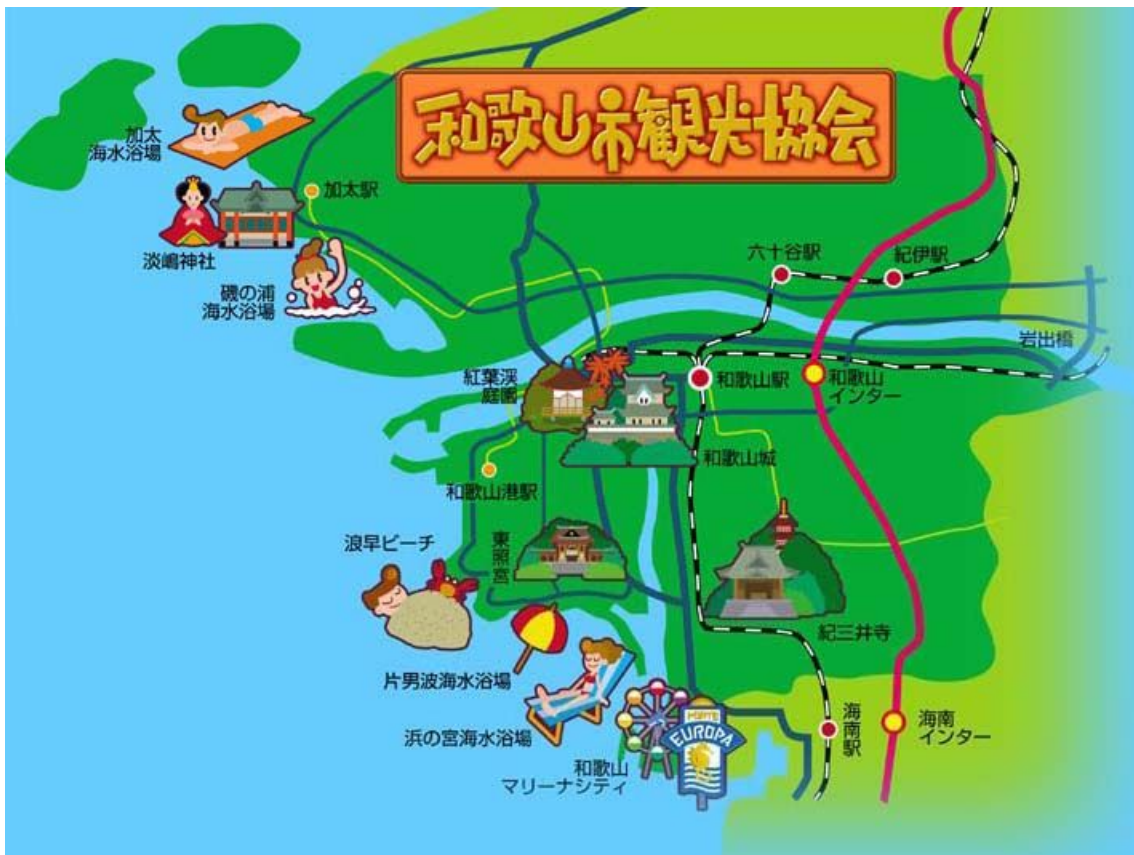 和歌山市観光協会
加太
海水浴場
加太駅
淡嶋神社
磯の浦
海水浴場
六十谷駅
紀伊駅
岩出橋
紅葉渓
庭園
和歌山駅
和歌山
インター
和歌山城
和歌山港駅
浪早ビーチ
東照宮
紀三井寺
片男波海水浴場
浜の宮海水浴場
PORTO
EUROPA
和歌山
マリーナシティ
海南駅
海南
インター